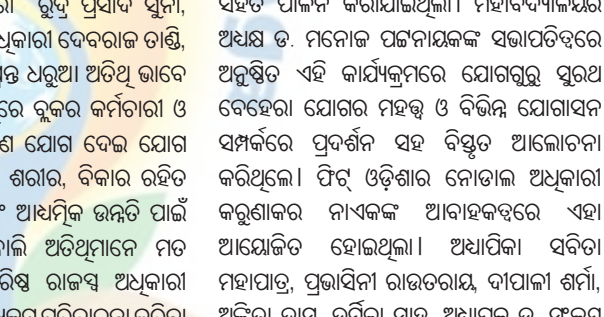 ରୁଦ୍ର ପ୍ରସାଦ ସୁନା,
ଧିକାରୀ ଦେବରାଜ ତାଣ୍ଡି,
ନ୍ତ ଧରୁଆ ଅତିଥି ଭାବେ
ରେ ବ୍ଲକର କର୍ମଚାରୀ ଓ
ଣ ଯୋଗ ଦେଇ ଯୋଗ
ଶରୀର, ବିକାର ରହିତ
ଆଧ୍ୟାତ୍ମିକ ଉନ୍ନତି ପାଇଁ
ବୋଲି ଅତିଥିମାନେ ମତ
ରିଷ୍ଠ ରାଜସ୍ୱ ଅଧିକାରୀ
ସହିତ ପାଳନ କରାଯାଇଥିଲା। ମହାବିଦ୍ୟାଳୟର
ଅଧ୍ୟକ୍ଷ ଡ. ମନୋଜ ପଟ୍ଟନାୟକଙ୍କ ସଭାପତିତ୍ୱରେ
ଅନୁଷ୍ଠିତ ଏହି କାର୍ଯ୍ୟକ୍ରମରେ ଯୋଗଗୁରୁ ସୁରଥ
ବେହେରା ଯୋଗର ମହତ୍ତ୍ୱ ଓ ବିଭିନ୍ନ ଯୋଗାସନ
ସମ୍ପର୍କରେ ପ୍ରଦର୍ଶନ ସହ ବିସ୍ତୃତ ଆଲୋଚନା
କରିଥିଲେ। ଫିଟ୍ ଓଡ଼ିଶାର ନୋଡାଲ ଅଧିକାରୀ
କରୁଣାକର ନାଏକଙ୍କ ଆବାହକତ୍ୱରେ ଏହା
ଆୟୋଜିତ ହୋଇଥିଲା। ଅଧ୍ୟାପିକା ସବିତା
ମହାପାତ୍ର, ପ୍ରଭାସିନୀ ରାଉତରାୟ, ଦୀପାଳୀ ଶର୍ମା,